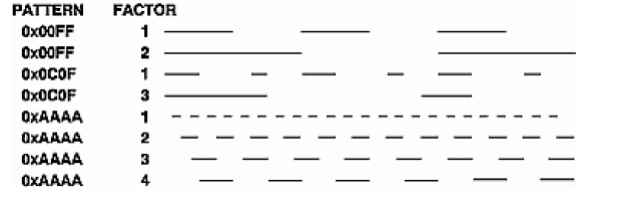 PATTERN FACTOR
0x00FF 1
0x00FF 2
0x0C0F 1
0x0C0F 3
0xAAAA 1
0xAAAA 2
0xAAAA 3
0xAAAA 4